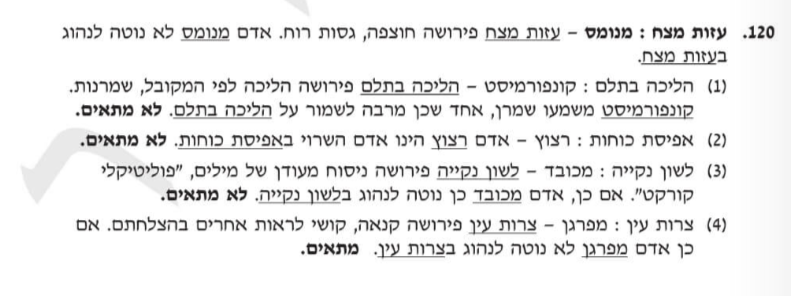 120. עזות מצח : מנומס – עזות מצח פירושה חוצפה, גסות רוח. אדם מנומס לא נוטה לנהוג
בעזות מצח.
(1) הליכה בתלם : קונפורמיסט – הליכה בתלם פירושה הליכה לפי המקובל, שמרנות.
קונפורמיסט משמעו שמרן, אחד שכן מרבה לשמור על הליכה בתלם. לא מתאים.
(2) אפיסת כוחות : רצוץ – אדם רצוץ הינו אדם השרוי באפיסת כוחות. לא מתאים.
(3) לשון נקייה : מכובד – לשון נקייה פירושה ניסוח מעודן של מילים, "פוליטיקלי
קורקט". אם כן, אדם מכובד כן נוטה לנהוג בלשון נקייה. לא מתאים.
(4) צרות עין : מפרגן – צרות עין פירושה קנאה, קושי לראות אחרים בהצלחתם. אם
כן אדם מפרגן לא נוטה לנהוג בצרות עין. מתאים.